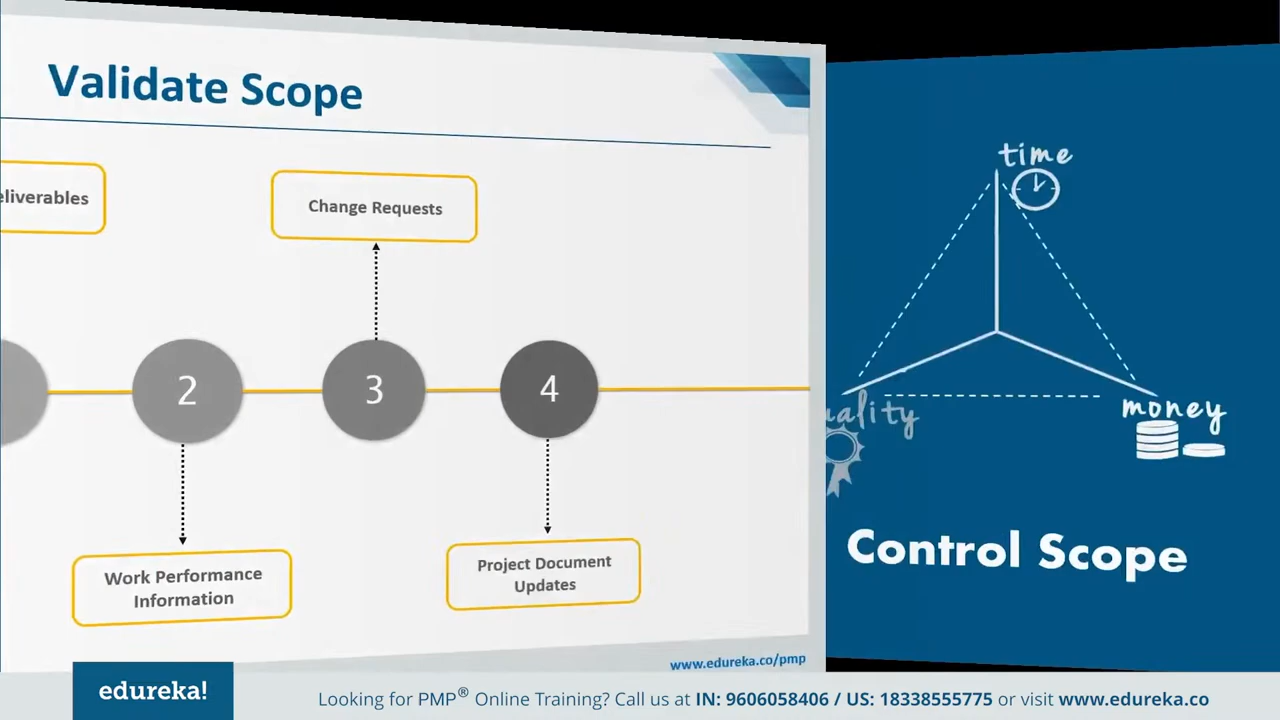 Validate Scope
Change Requests
2
3
4
Work Performance
Information
Project Document
Updates
www.edureka.co/pmp
time
money
Control Scope
edureka!
Looking for PMP® Online Training? Call us at IN: 9606058406 / US: 18338555775 or visit www.edureka.co